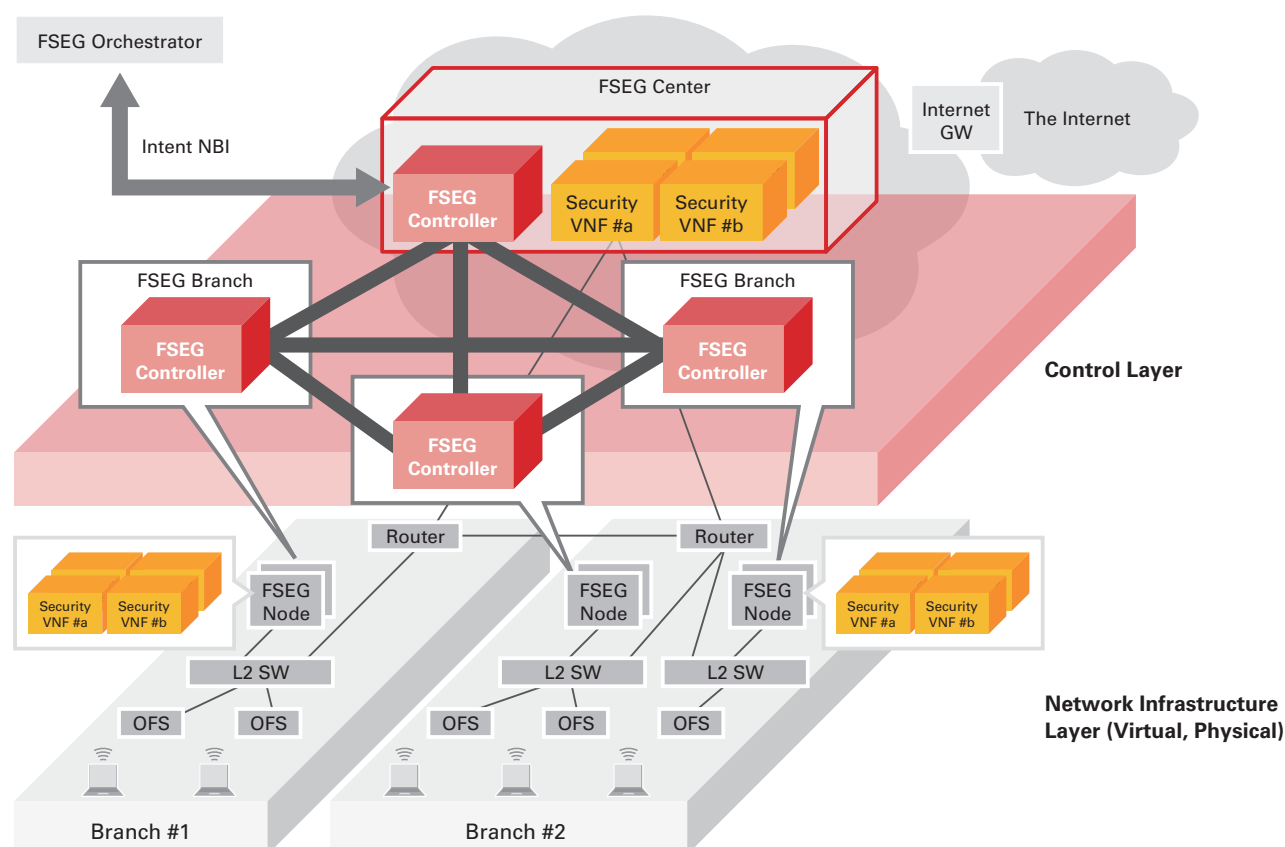 FSEG Orchestrator
Intent NBI
FSEG Center
Internet
GW
The Internet
FSEG
Controller
Security
VNF #a
Security
VNF #b
FSEG Branch
FSEG
Controller
FSEG Branch
FSEG
Controller
FSEG
Controller
Control Layer
Router
Router
Security
VNF #a
Security
VNF #b
FSEG
Node
FSEG
Node
FSEG
Node
Security
VNF #a
Security
VNF #b
L2 SW
L2 SW
L2 SW
OFS
OFS
OFS
OFS
OFS
Network Infrastructure
Layer (Virtual, Physical)
Branch #1
Branch #2